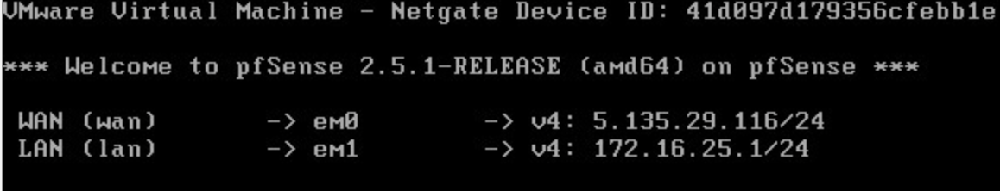 VMware Virtual Machine - Netgate Device ID: 41d097d179356cfebb1e
*** Welcome to pfSense 2.5.1-RELEASE (amd64) on pfSense ***
WAN (wan) -> em0 -> v4: 5.135.29.116/24
LAN (lan) -> em1 -> v4: 172.16.25.1/24